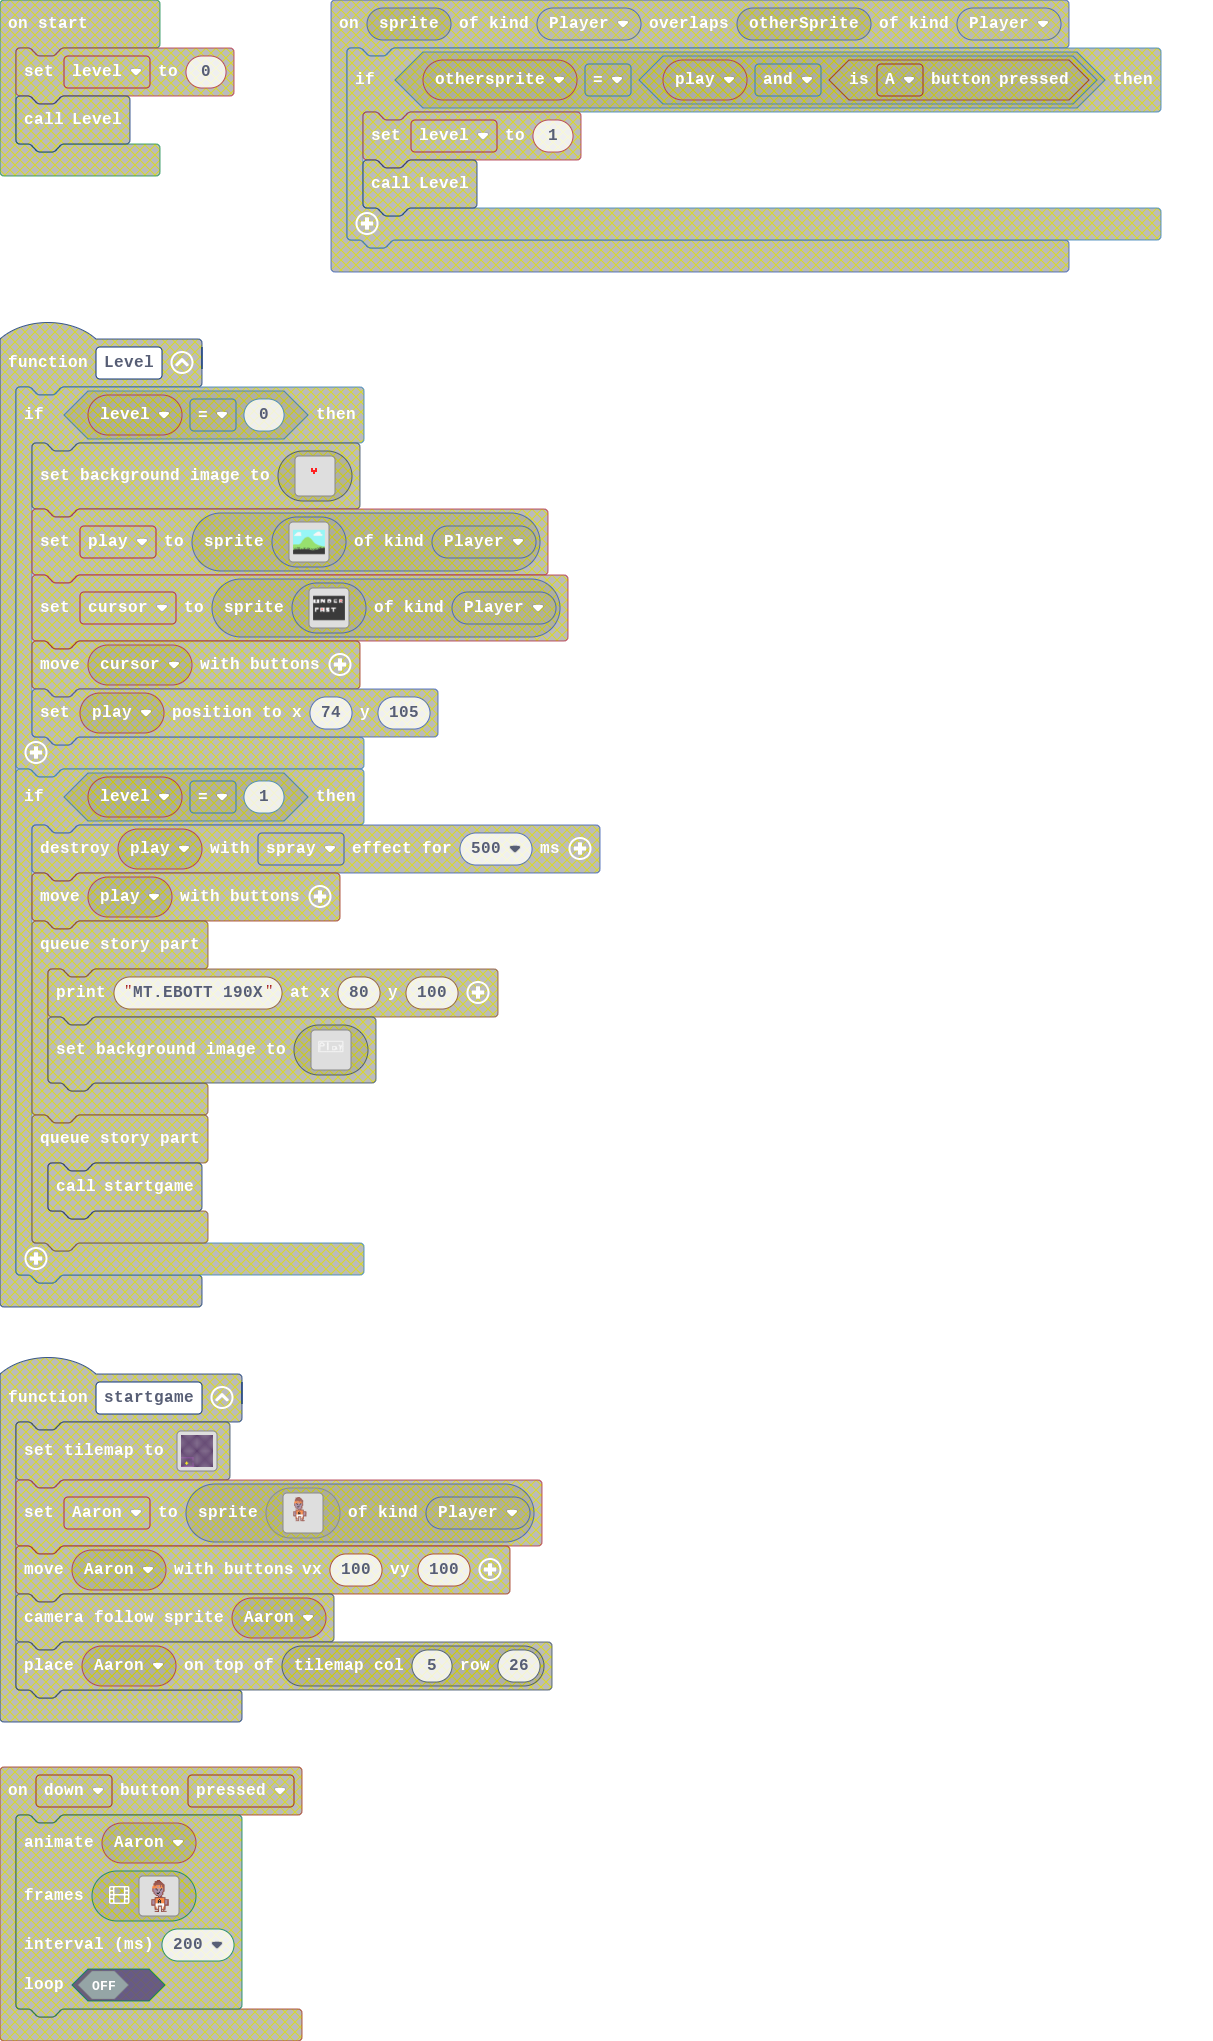 on start
set level to 0
call Level
on sprite of kind Player overlaps otherSprite of kind Player
if othersprite = play and is A button pressed then
set level to 1
call Level
function Level
if level = 0 then
set background image to
set play to sprite of kind Player
set cursor to sprite of kind Player
move cursor with buttons
set play position to x 74 y 105
if level = 1 then
destroy play with spray effect for 500 ms
move play with buttons
queue story part
print "MT.EBOTT 190X" at x 80 y 100
set background image to
queue story part
call startgame
function startgame
set tilemap to
set Aaron to sprite of kind Player
move Aaron with buttons vx 100 vy 100
camera follow sprite Aaron
place Aaron on top of tilemap col 5 row 26
on down button pressed
animate Aaron
frames
interval (ms) 200
loop OFF